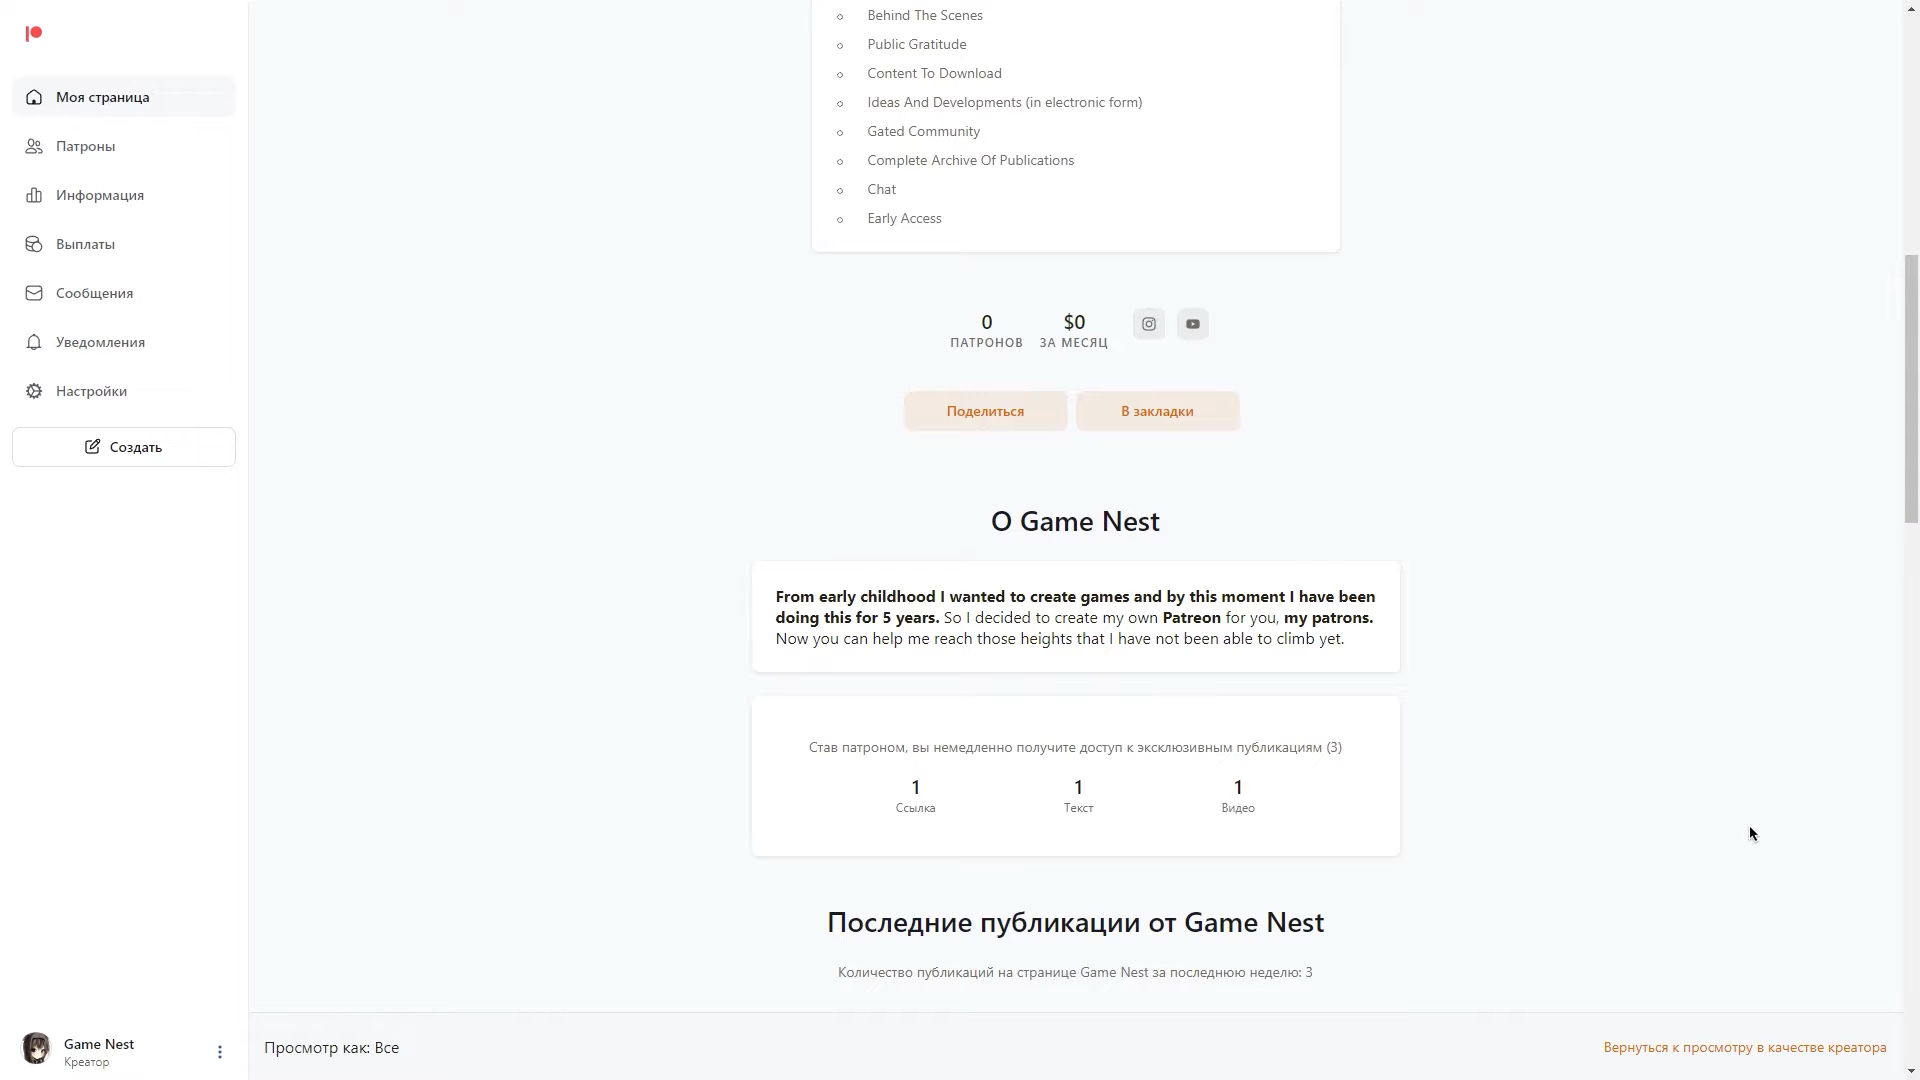 Моя страница
Патроны
Информация
Выплаты
Сообщения
Уведомления
Настройки
Создать
Game Nest
Креатор
Behind The Scenes
Public Gratitude
Content To Download
Ideas And Developments (in electronic form)
Gated Community
Complete Archive Of Publications
Chat
Early Access
0
ПАТРОНОВ
$0
ЗА МЕСЯЦ
Поделиться
В закладки
О Game Nest
From early childhood I wanted to create games and by this moment I have been
doing this for 5 years. So I decided to create my own Patreon for you, my patrons.
Now you can help me reach those heights that I have not been able to climb yet.
Став патроном, вы немедленно получите доступ к эксклюзивным публикациям (3)
1
Ссылка
1
Текст
1
Видео
Последние публикации от Game Nest
Количество публикаций на странице Game Nest за последнюю неделю: 3
Просмотр как: Все
Вернуться к просмотру в качестве креатора